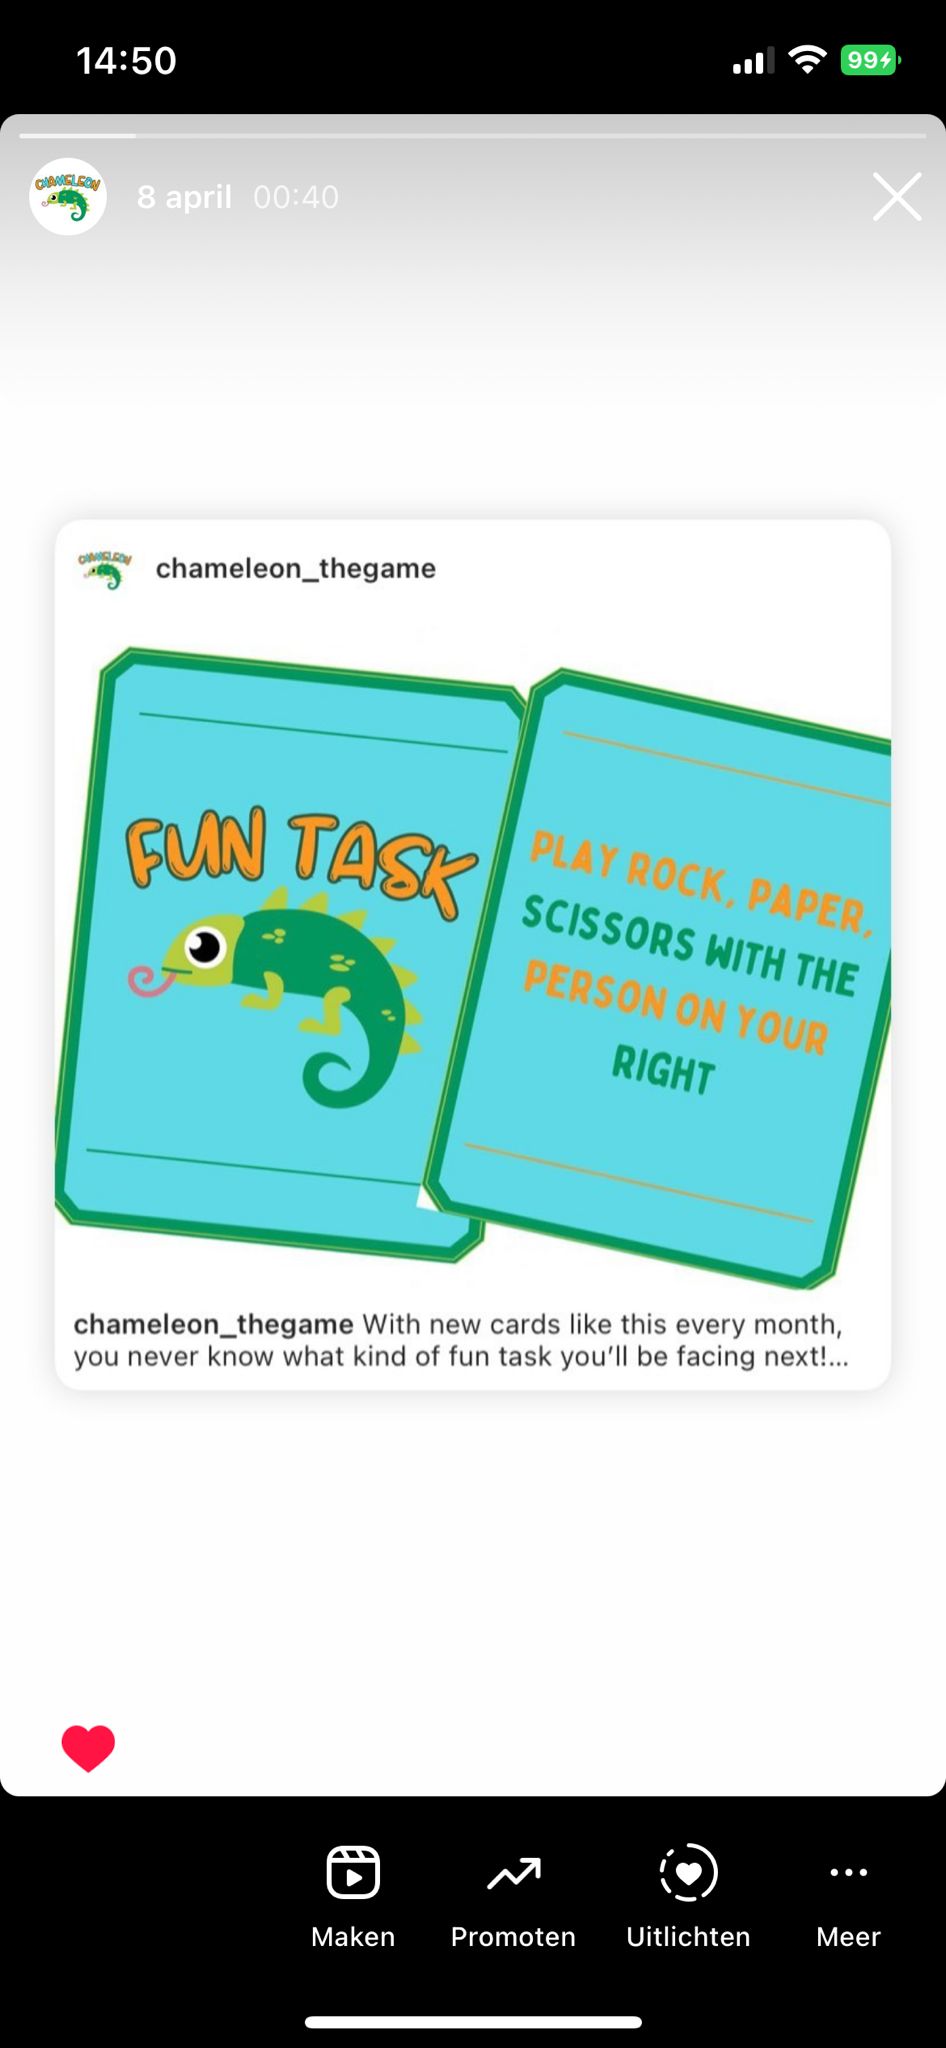 14:50
99
CHAMELEON
8 april 00:40
CHAMELEON
chameleon_thegame
FUN TASK
PLAY ROCK, PAPER,
SCISSORS WITH THE
PERSON ON YOUR
RIGHT
chameleon_thegame With new cards like this every month,
you never know what kind of fun task you’ll be facing next!...
Maken
Promoten
Uitlichten
Meer